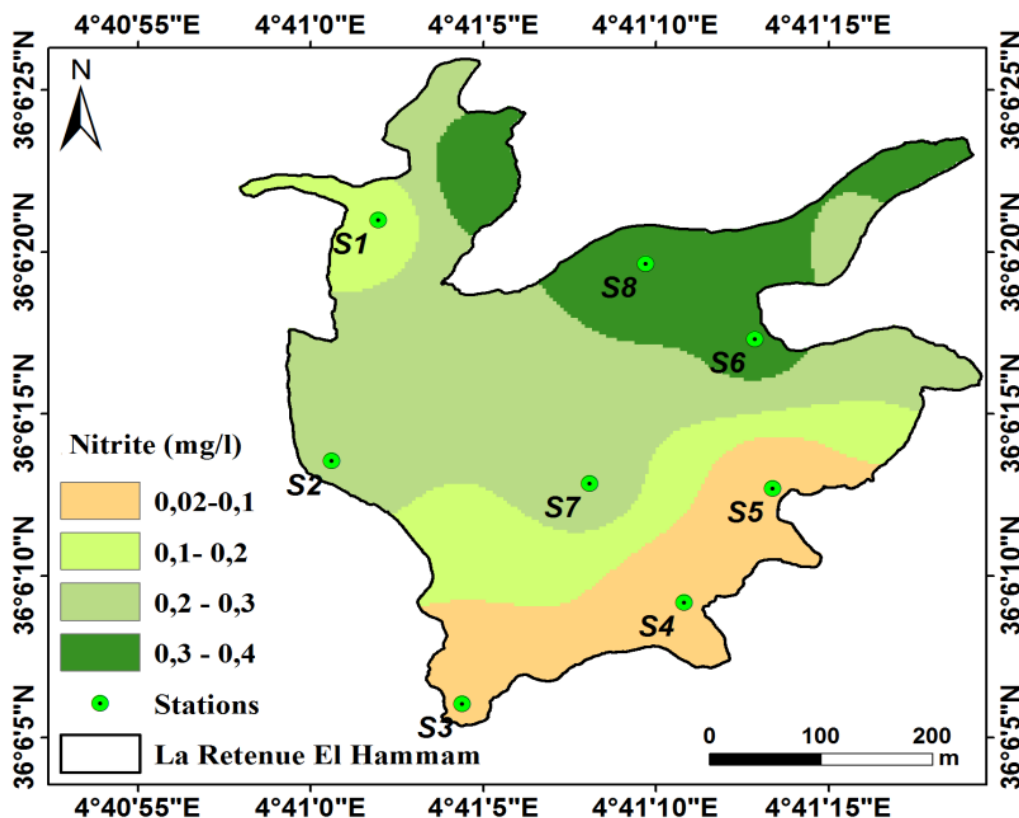 4°40'55"E 4°41'0"E 4°41'5"E 4°41'10"E 4°41'15"E
N
36°6'25"N 36°6'25"N
S1
36°6'20"N 36°6'20"N
S8
S6
36°6'15"N 36°6'15"N
Nitrite (mg/l)
S2
0,02-0,1
S7
S5
0,1- 0,2
36°6'10"N 36°6'10"N
0,2 - 0,3
S4
0,3 - 0,4
Stations
S3
36°6'5"N 36°6'5"N
0 100 200
m
La Retenue El Hammam
4°40'55"E 4°41'0"E 4°41'5"E 4°41'10"E 4°41'15"E